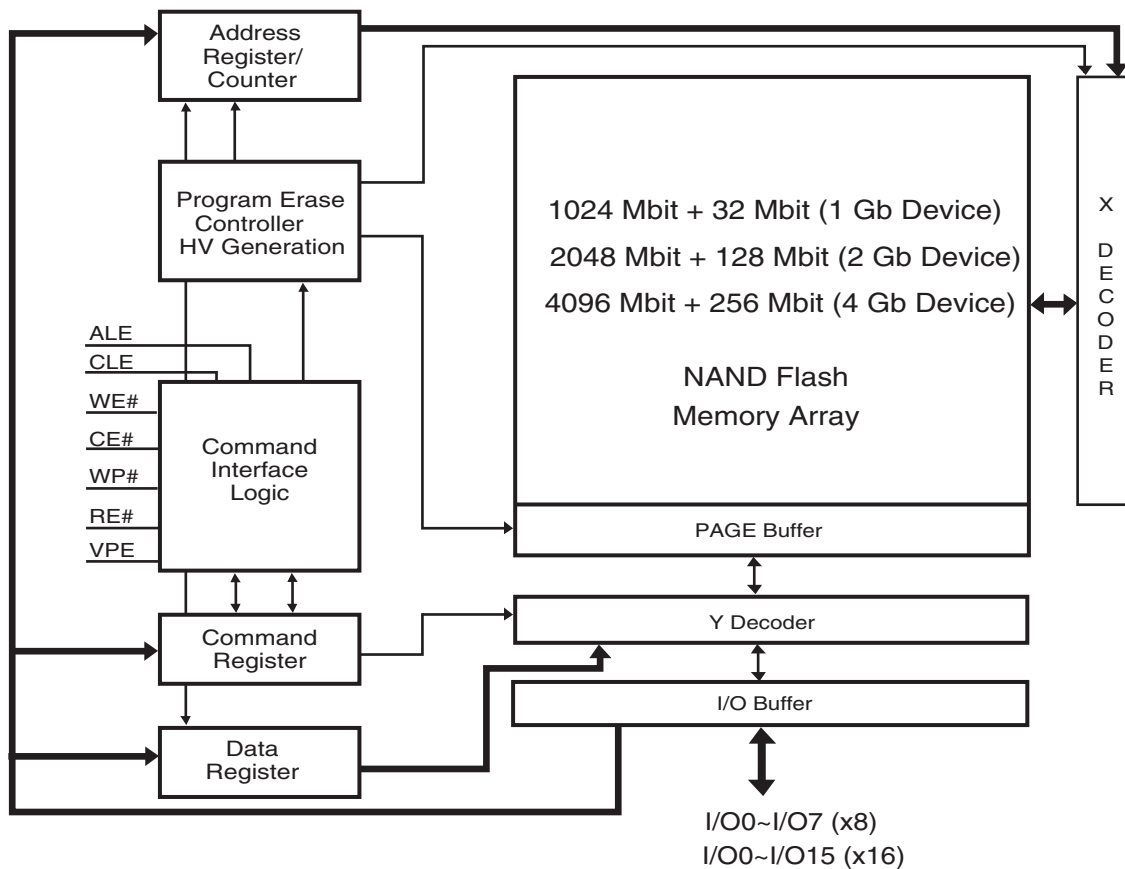 Address
Register/
Counter
Program Erase
Controller
HV Generation
1024 Mbit + 32 Mbit (1 Gb Device)
2048 Mbit + 128 Mbit (2 Gb Device)
4096 Mbit + 256 Mbit (4 Gb Device)
NAND Flash
Memory Array
X
D
E
C
O
D
E
R
ALE
CLE
WE#
CE#
WP#
RE#
VPE
Command
Interface
Logic
PAGE Buffer
Command
Register
Y Decoder
I/O Buffer
Data
Register
I/O0~I/O7 (x8)
I/O0~I/O15 (x16)